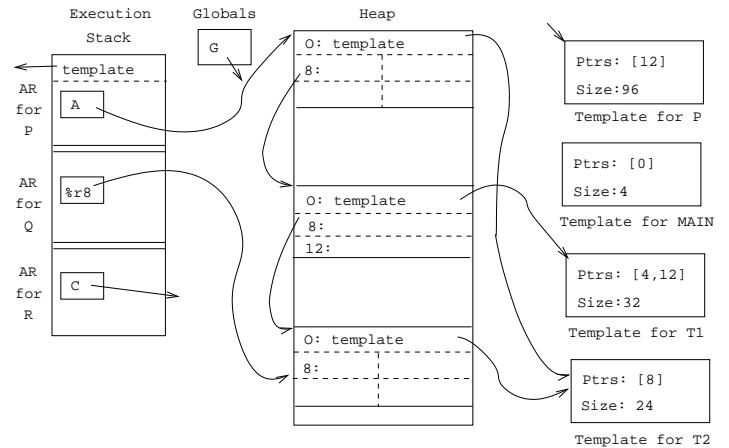 Execution
Stack
Globals
Heap
template
AR
for
P
A
AR
for
Q
%r8
AR
for
R
C
G
O: template
8:
O: template
8:
12:
O: template
8:
Ptrs: [12]
Size:96
Template for P
Ptrs: [0]
Size:4
Template for MAIN
Ptrs: [4,12]
Size:32
Template for T1
Ptrs: [8]
Size: 24
Template for T2